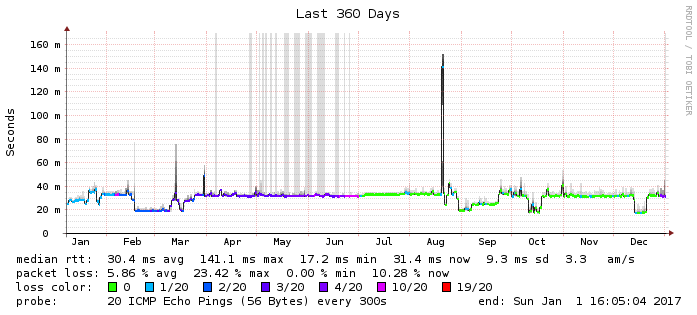 Last 360 Days
RRDTOOL / TOBI OETIKER
Seconds
160 m
140 m
120 m
100 m
80 m
60 m
40 m
20 m
0
Jan Feb Mar Apr May Jun Jul Aug Sep Oct Nov Dec
median rtt: 30.4 ms avg 141.1 ms max 17.2 ms min 31.4 ms now 9.3 ms sd 3.3 am/s
packet loss: 5.86 % avg 23.42 % max 0.00 % min 10.28 % now
loss color: 0 1/20 2/20 3/20 4/20 10/20 19/20
probe: 20 ICMP Echo Pings (56 Bytes) every 300s end: Sun Jan 1 16:05:04 2017